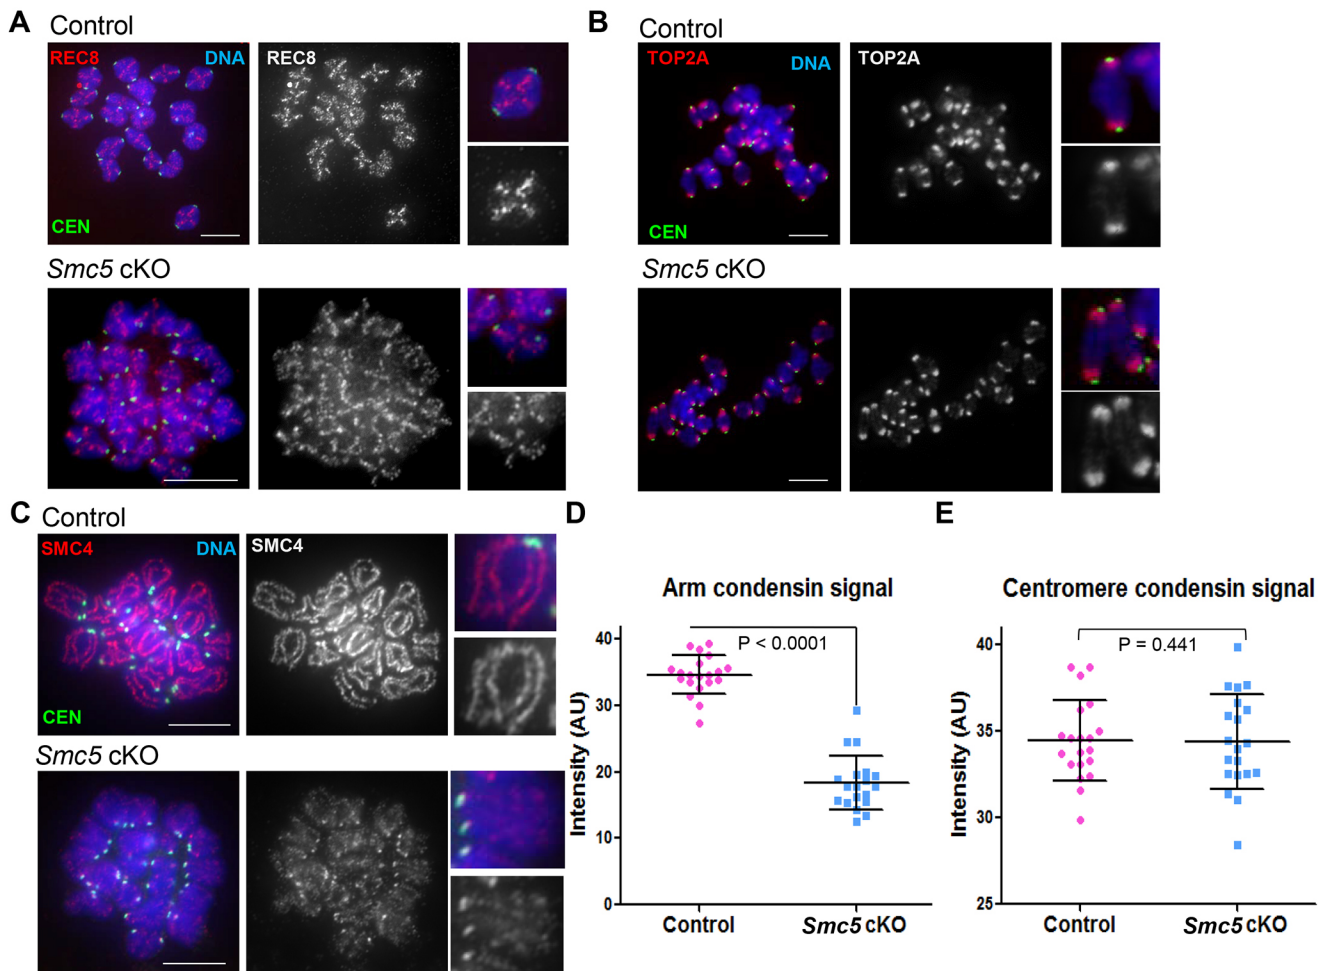 A
Control
REC8
DNA
REC8
CEN
Smc5 cKO
B
Control
TOP2A
DNA
TOP2A
CEN
Smc5 cKO
C
Control
SMC4
DNA
SMC4
CEN
Smc5 cKO
D
Arm condensin signal
P < 0.0001
Intensity (AU)
40
30
20
10
0
Control
Smc5 cKO
E
Centromere condensin signal
P = 0.441
Intensity (AU)
40
35
30
25
Control
Smc5 cKO